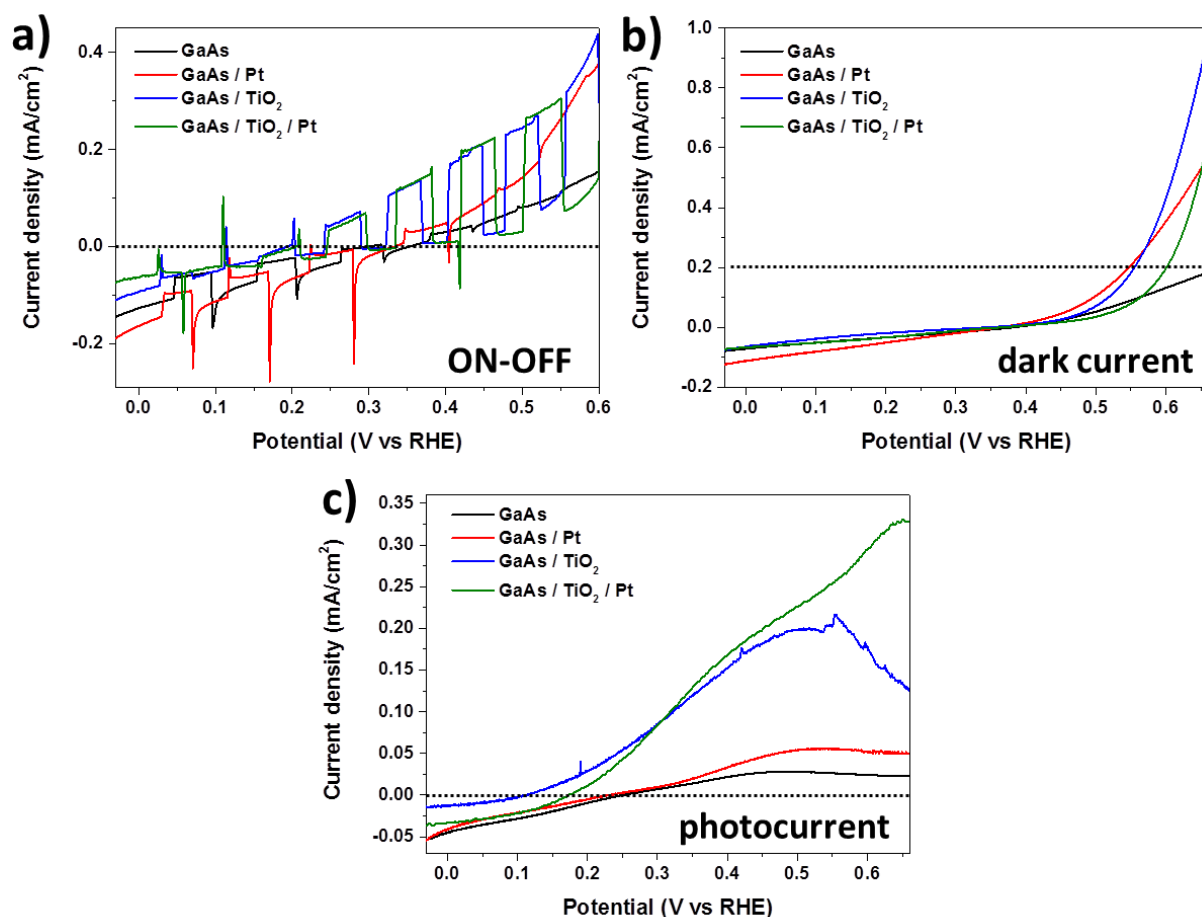 a)
GaAs
GaAs / Pt
GaAs / TiO₂
GaAs / TiO₂ / Pt
0.4
0.2
0.0
-0.2
Current density (mA/cm²)
ON-OFF
0.0 0.1 0.2 0.3 0.4 0.5 0.6
Potential (V vs RHE)
b)
GaAs
GaAs / Pt
GaAs / TiO₂
GaAs / TiO₂ / Pt
1.0
0.8
0.6
0.4
0.2
0.0
-0.2
Current density (mA/cm²)
dark current
0.0 0.1 0.2 0.3 0.4 0.5 0.6
Potential (V vs RHE)
c)
GaAs
GaAs / Pt
GaAs / TiO₂
GaAs / TiO₂ / Pt
0.35
0.30
0.25
0.20
0.15
0.10
0.05
0.00
-0.05
Current density (mA/cm²)
photocurrent
0.0 0.1 0.2 0.3 0.4 0.5 0.6
Potential (V vs RHE)